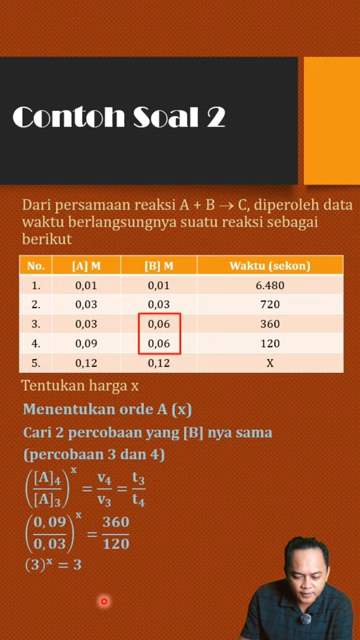 Contoh Soal 2
Dari persamaan reaksi A + B → C, diperoleh data
waktu berlangsungnya suatu reaksi sebagai
berikut
No. [A] M [B] M Waktu (sekon)
1. 0,01 0,01 6.480
2. 0,03 0,03 720
3. 0,03 0,06 360
4. 0,09 0,06 120
5. 0,12 0,12 X
Tentukan harga x
Menentukan orde A (x)
Cari 2 percobaan yang [B] nya sama
(percobaan 3 dan 4)
([A]₄/[A]₃)ˣ = v₄/v₃ = t₃/t₄
(0,09/0,03)ˣ = 360/120
(3)ˣ = 3